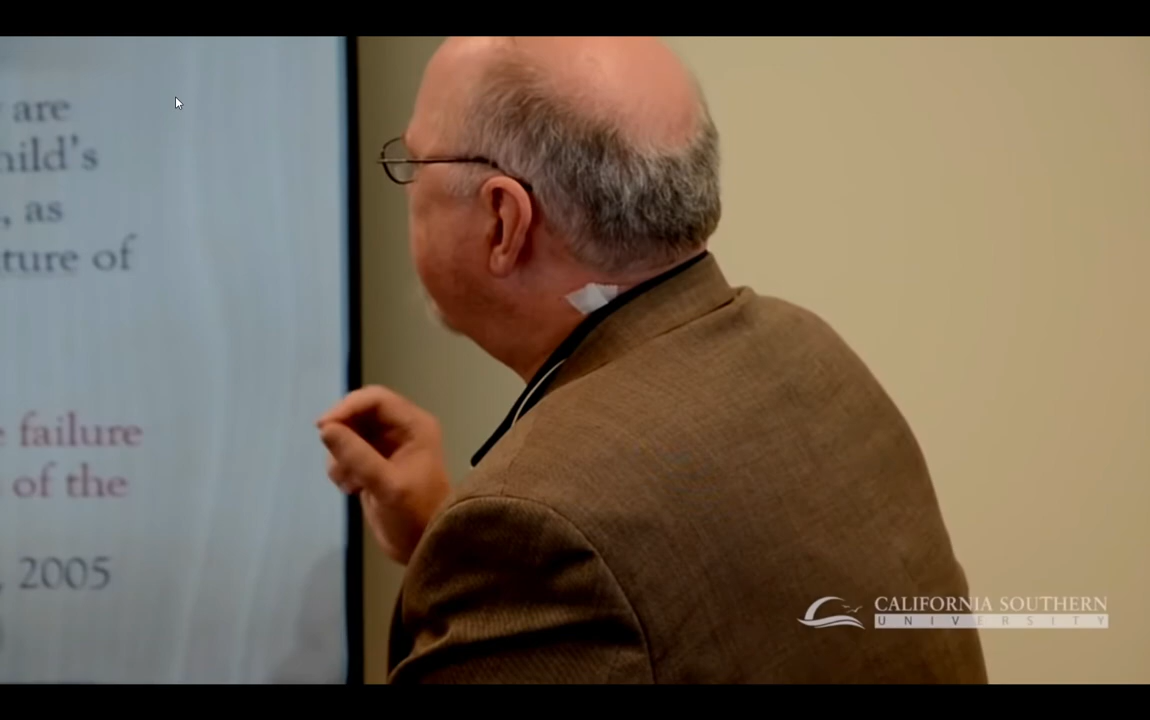 are
hild's
, as
ture of
failure
of the
, 2005
CALIFORNIA SOUTHERN
UNIVERSITY